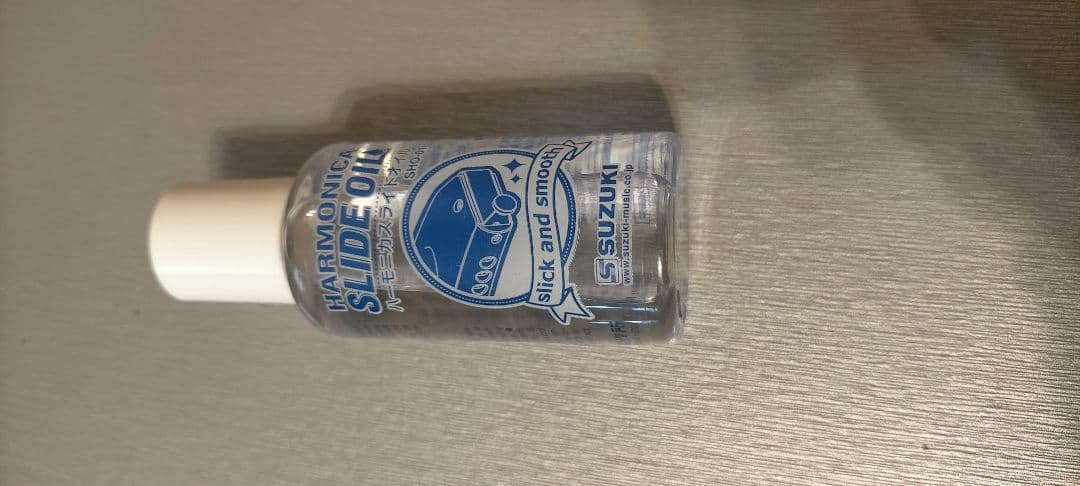 HARMONICA
SLIDE OIL
ハーモニカスライドオイル
SHO-01
slick and smooth
SUZUKI
www.suzuki-music.co.jp